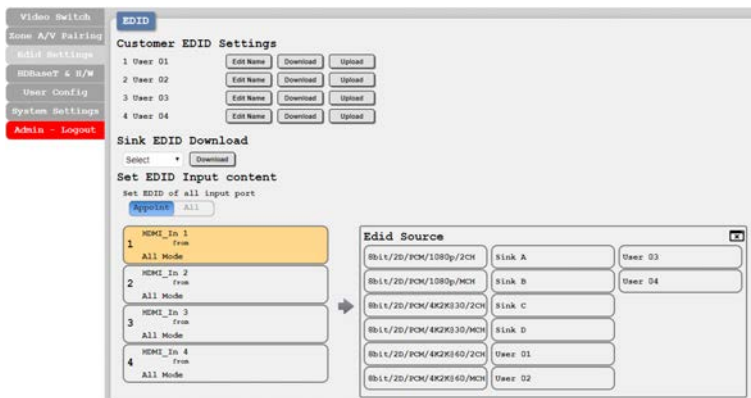 Video Switch
Zone A/V Pairing
Edid Settings
HDBaseT & H/W
User Config
System Settings
Admin - Logout
EDID
Customer EDID Settings
1 User 01 Edit Name Download Upload
2 User 02 Edit Name Download Upload
3 User 03 Edit Name Download Upload
4 User 04 Edit Name Download Upload
Sink EDID Download
Select Download
Set EDID Input content
Set EDID of all input port
Appoint All
HDMI_In 1
1 from
All Mode
HDMI_In 2
2 from
All Mode
HDMI_In 3
3 from
All Mode
HDMI_In 4
4 from
All Mode
Edid Source
8bit/2D/PCM/1080p/2CH Sink A User 03
8bit/2D/PCM/1080p/MCH Sink B User 04
8bit/2D/PCM/4K2K@30/2CH Sink C
8bit/2D/PCM/4K2K@30/MCH Sink D
8bit/2D/PCM/4K2K@60/2CH User 01
8bit/2D/PCM/4K2K@60/MCH User 02